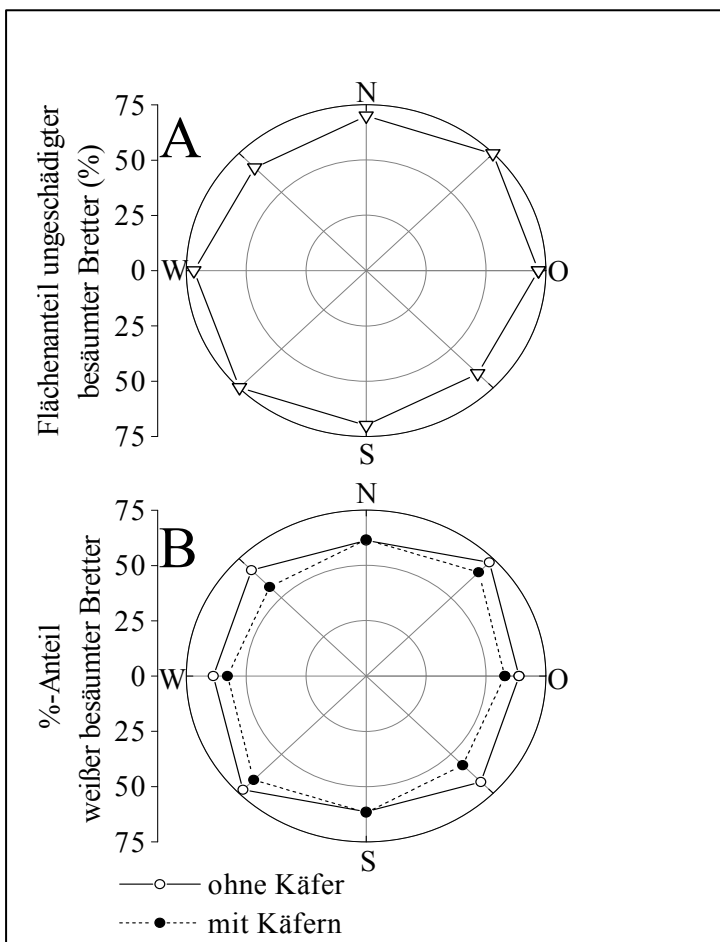 A
Flächenanteil ungeschädigter
besäumter Bretter (%)
75
50
25
0
25
50
75
N
W
O
S
B
%-Anteil
weißer besäumter Bretter
75
50
25
0
25
50
75
N
W
O
S
ohne Käfer
mit Käfern